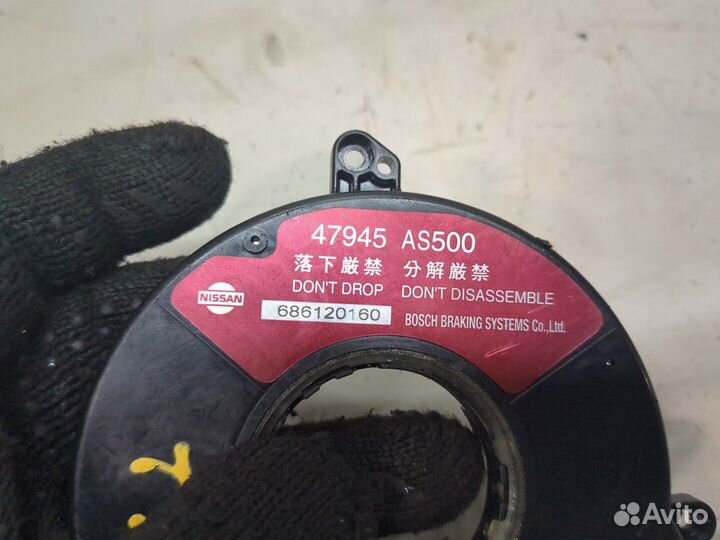 47945 AS500
落下厳禁 分解厳禁
DON'T DROP DON'T DISASSEMBLE
NISSAN
686120160 BOSCH BRAKING SYSTEMS Co.,Ltd.
Avito